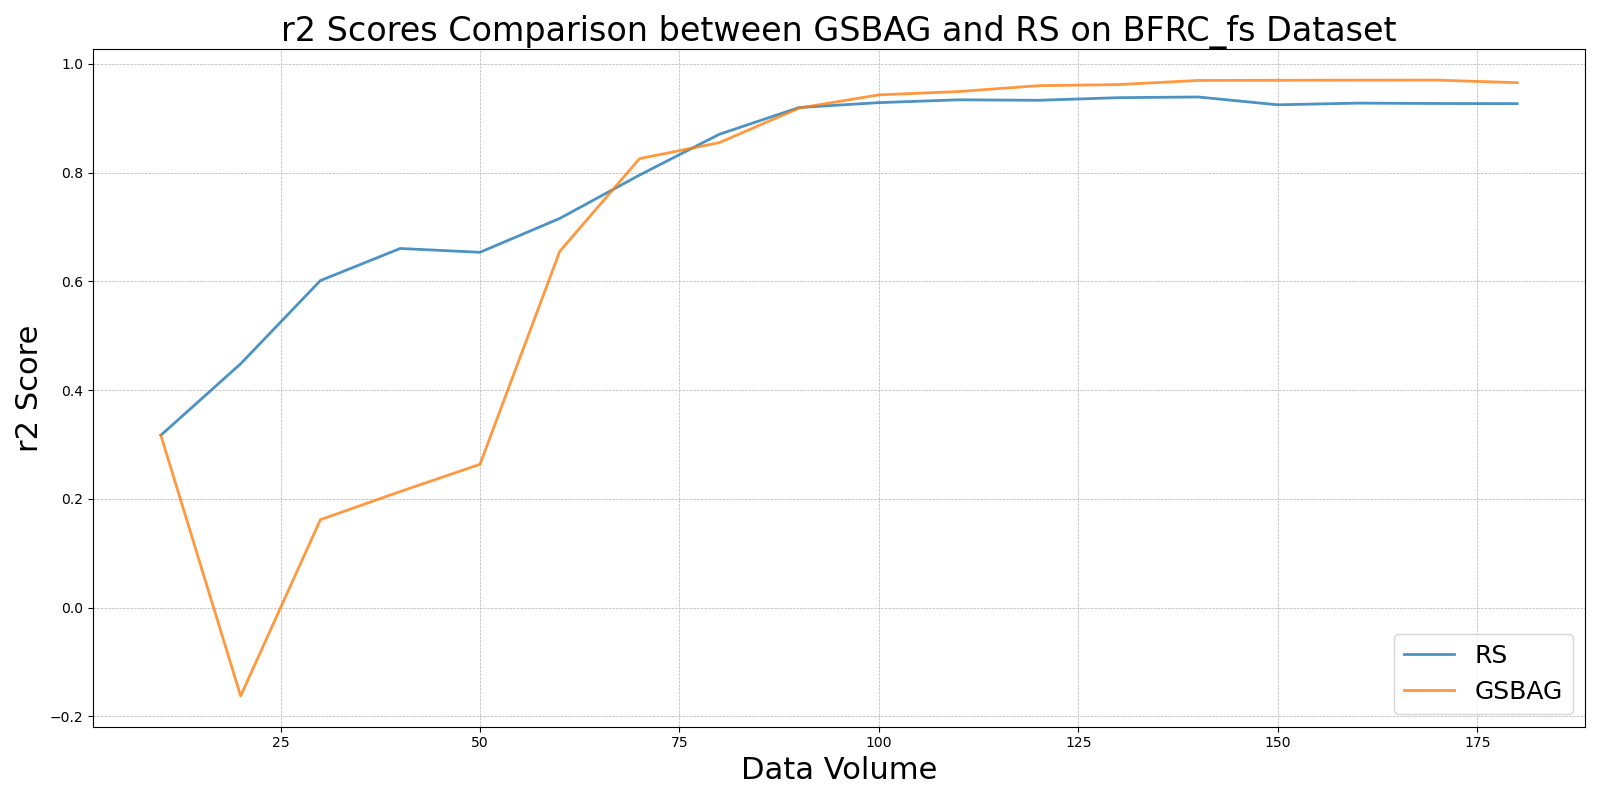 r2 Scores Comparison between GSBAG and RS on BFRC_fs Dataset
1.0
0.8
0.6
0.4
0.2
0.0
−0.2
r2 Score
25 50 75 100 125 150 175
Data Volume
RS
GSBAG